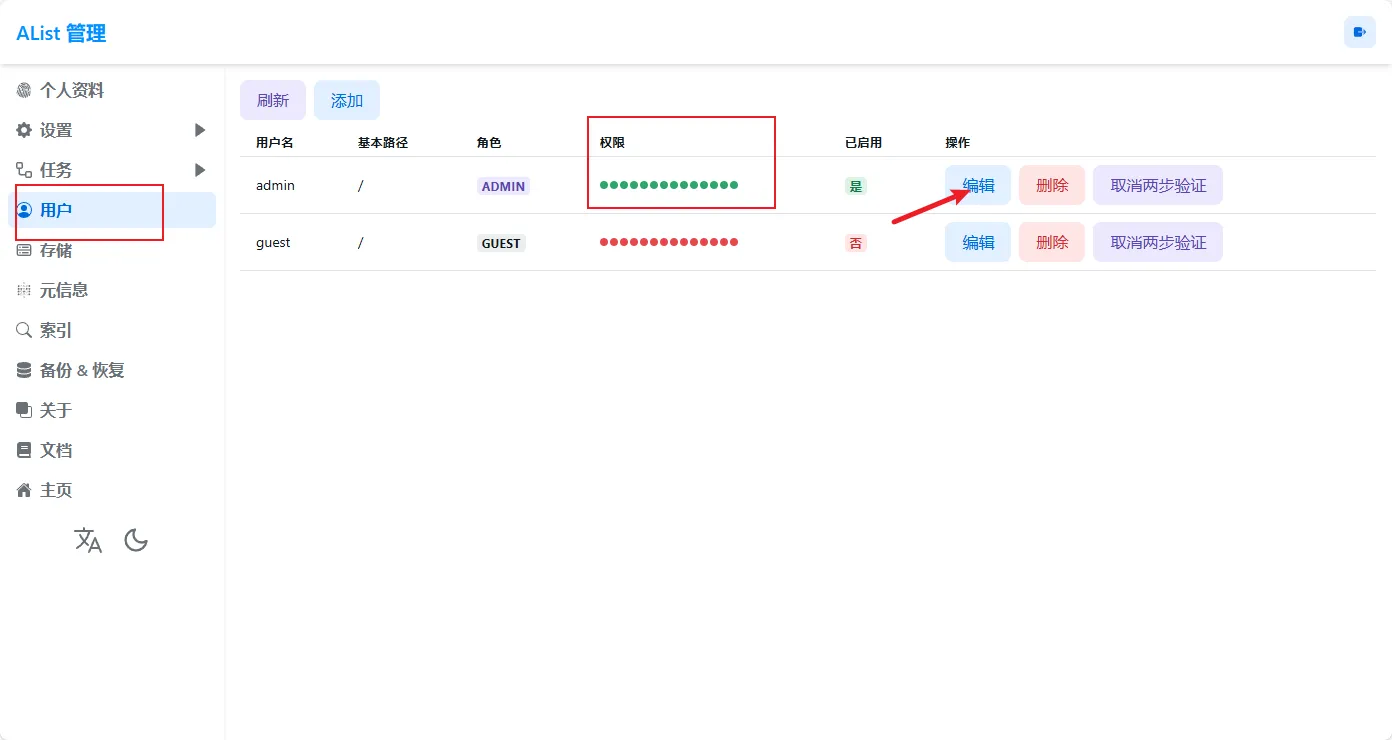 AList 管理
个人资料
设置
任务
用户
存储
元信息
索引
备份 & 恢复
关于
文档
主页
刷新 添加
用户名 基本路径 角色 权限 已启用 操作
admin / ADMIN 是 编辑 删除 取消两步验证
guest / GUEST 否 编辑 删除 取消两步验证